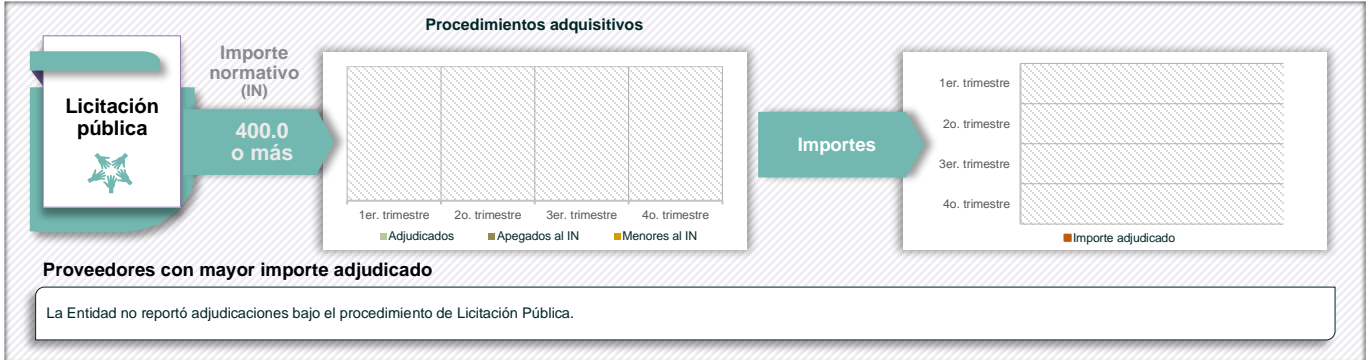 Procedimientos adquisitivos
Licitación
pública
Importe
normativo
(IN)
400.0
o más
1er. trimestre 2o. trimestre 3er. trimestre 4o. trimestre
Adjudicados Apegados al IN Menores al IN
Importes
1er. trimestre
2o. trimestre
3er. trimestre
4o. trimestre
Importe adjudicado
Proveedores con mayor importe adjudicado
La Entidad no reportó adjudicaciones bajo el procedimiento de Licitación Pública.